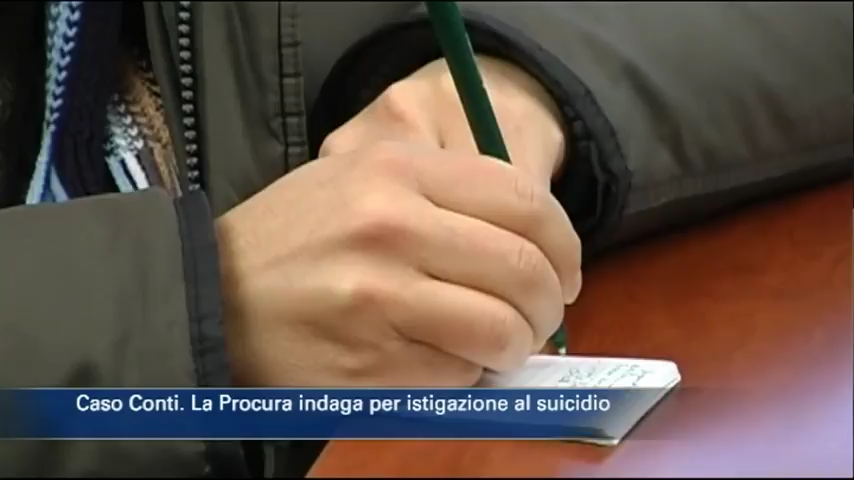 Caso Conti. La Procura indaga per istigazione al suicidio